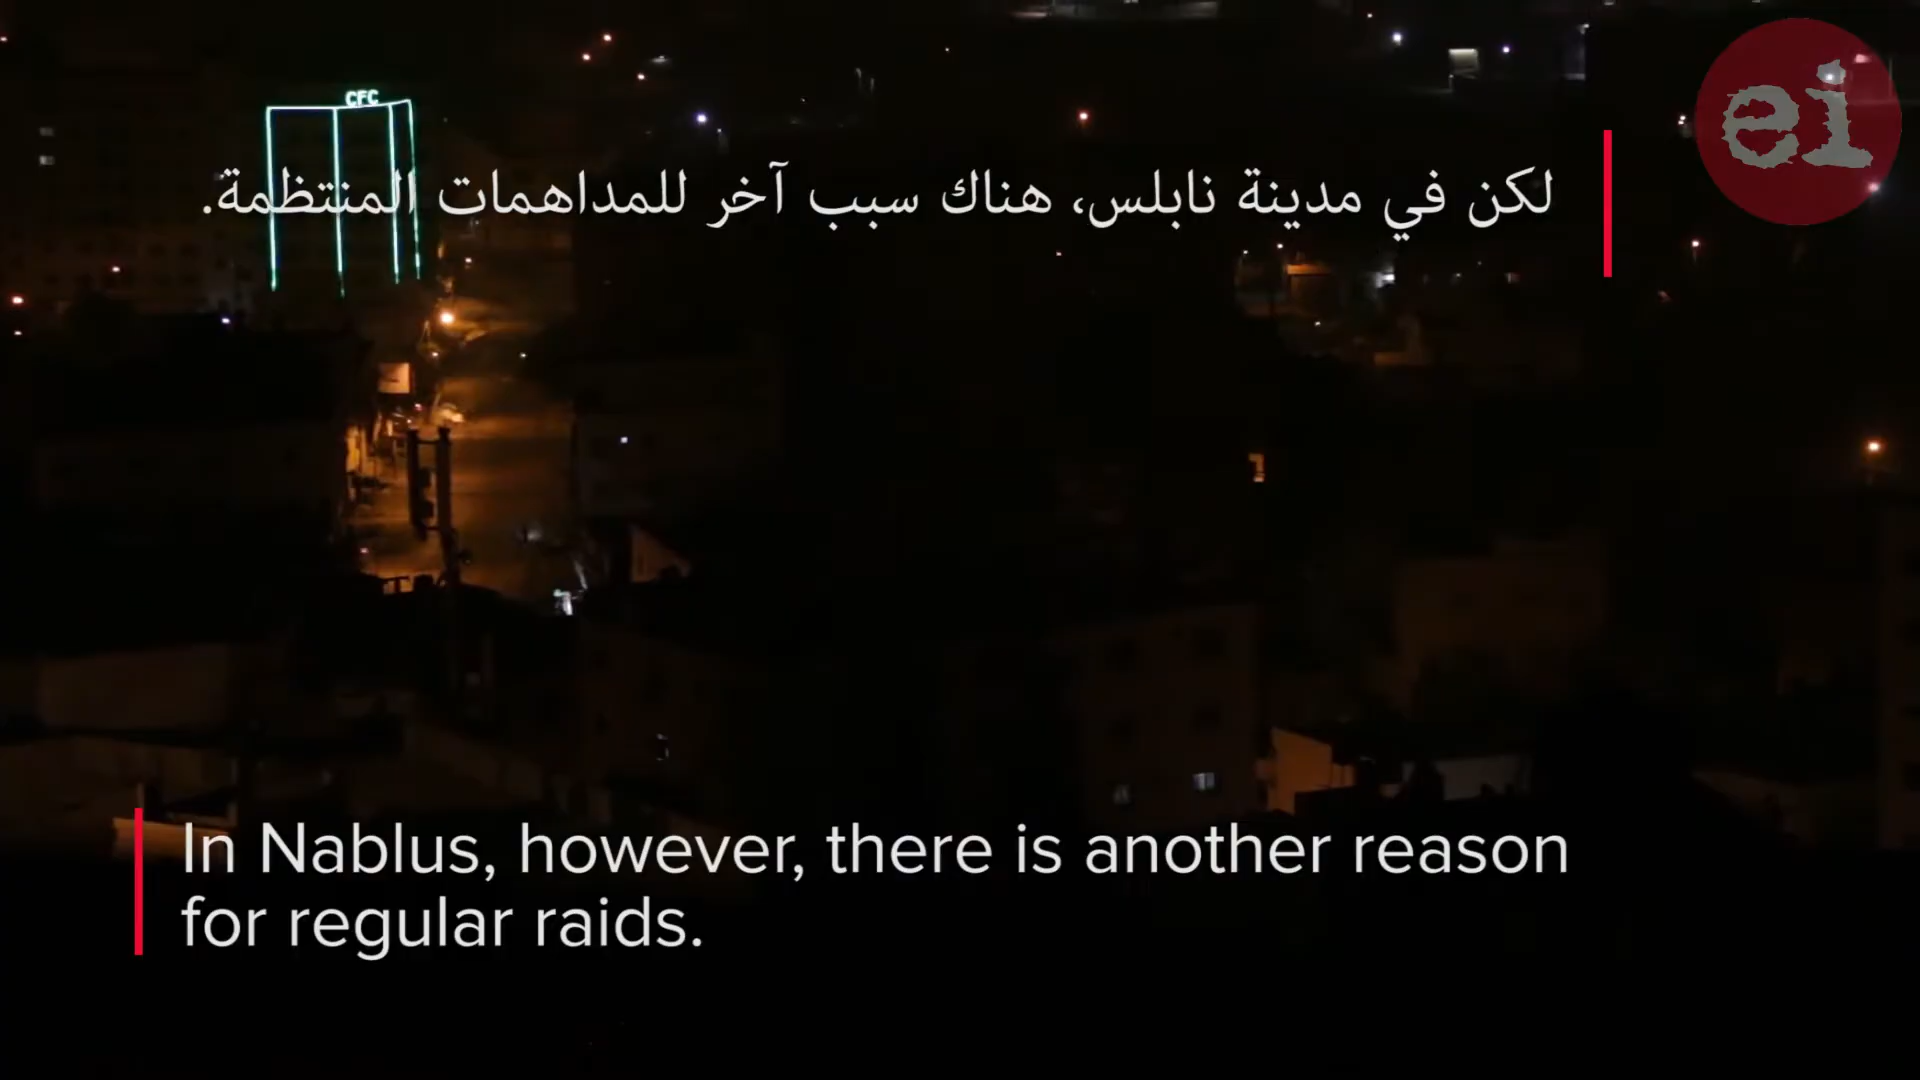 CFC
ei
لكن في مدينة نابلس، هناك سبب آخر للمداهمات المنتظمة.
In Nablus, however, there is another reason
for regular raids.